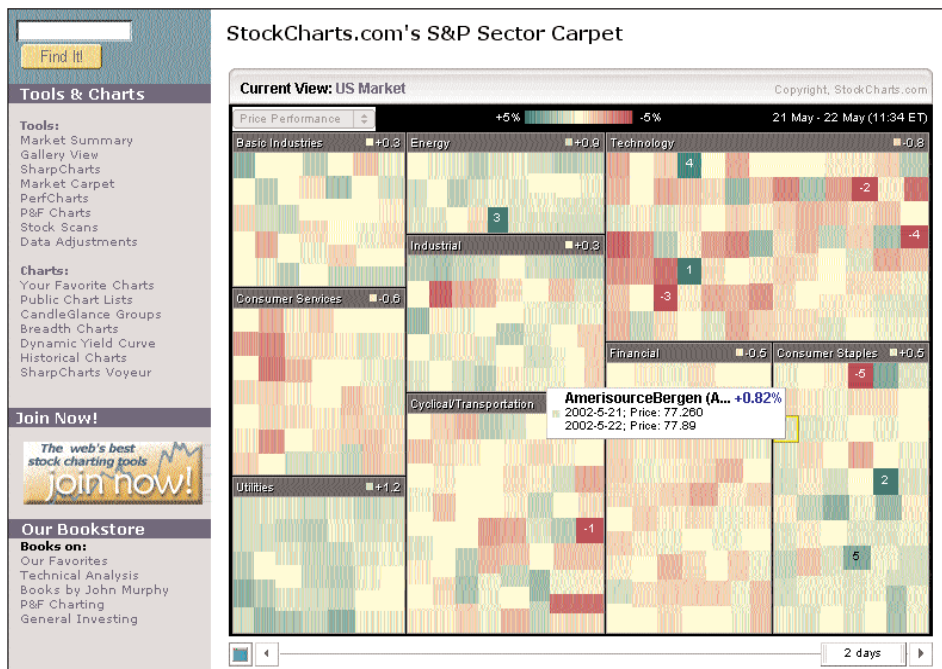 Find It!
Tools & Charts
Tools:
Market Summary
Gallery View
SharpCharts
Market Carpet
PerfCharts
P&F Charts
Stock Scans
Data Adjustments
Charts:
Your Favorite Charts
Public Chart Lists
CandleGlance Groups
Breadth Charts
Dynamic Yield Curve
Historical Charts
SharpCharts Voyeur
Join Now!
The web's best
stock charting tools
join now!
Our Bookstore
Books on:
Our Favorites
Technical Analysis
Books by John Murphy
P&F Charting
General Investing
StockCharts.com's S&P Sector Carpet
Current View: US Market
Copyright, StockCharts.com
Price Performance
+5% -5%
21 May - 22 May (11:34 ET)
Basic Industries +0.3
Energy +0.9
Technology -0.8
4
-2
3
-4
Industrial +0.3
1
-3
Consumer Services -0.6
Financial -0.5
Consumer Staples +0.5
-5
AmerisourceBergen (A... +0.82%
2002-5-21; Price: 77.260
2002-5-22; Price: 77.89
Cyclical/Transportation
Utilities +1.2
2
-1
5
2 days